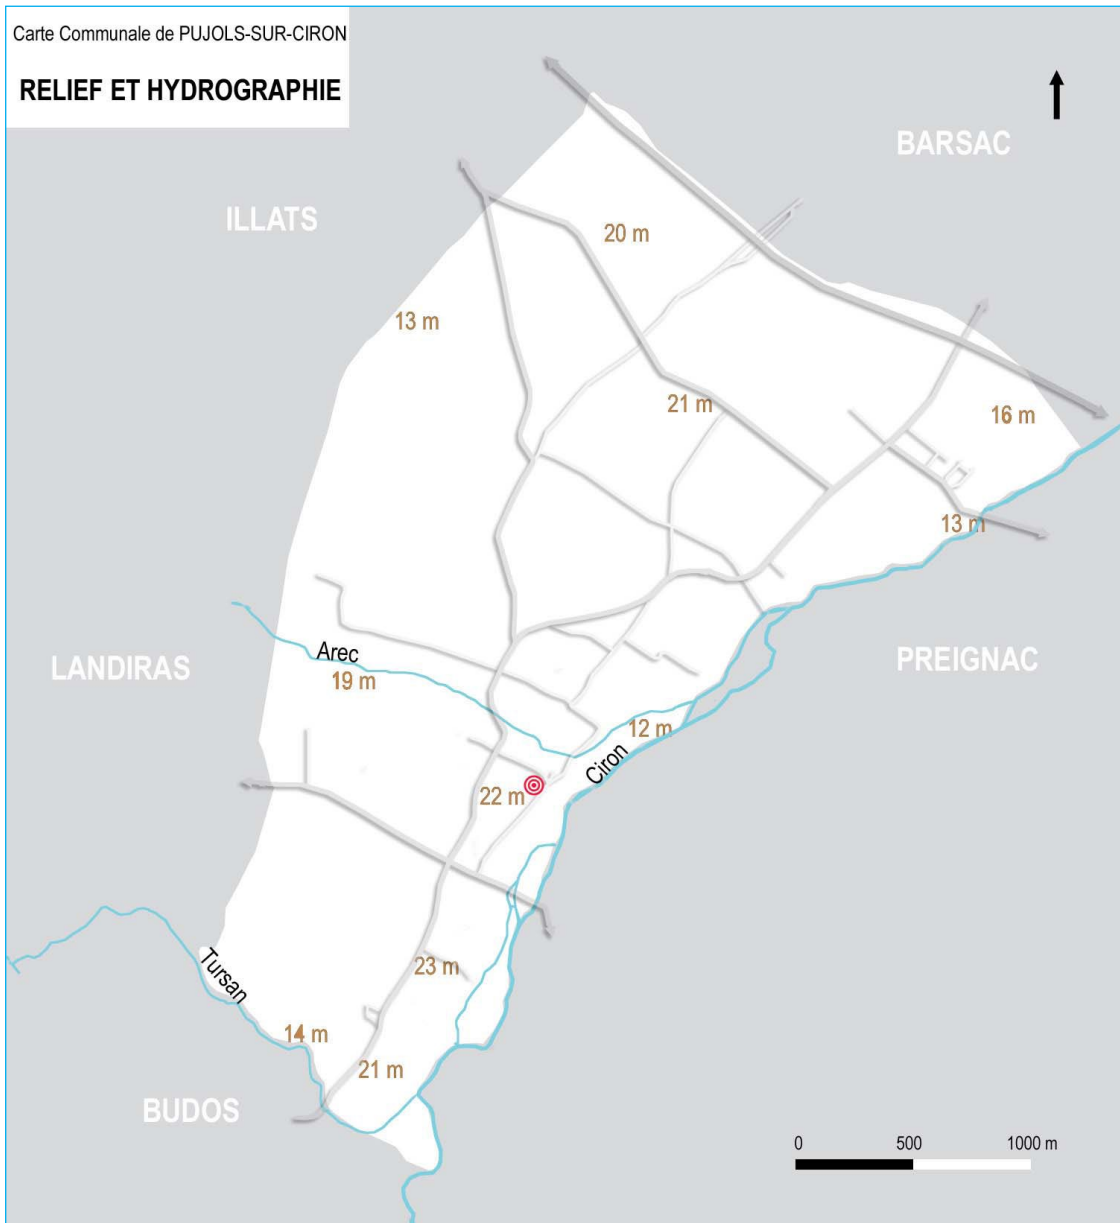 Carte Communale de PUJOLS-SUR-CIRON
RELIEF ET HYDROGRAPHIE
BARSAC
ILLATS
20 m
13 m
21 m
16 m
13 m
Arec
LANDIRAS
19 m
PREIGNAC
12 m
Ciron
22 m
Tursan
23 m
14 m
21 m
BUDOS
0 500 1000 m